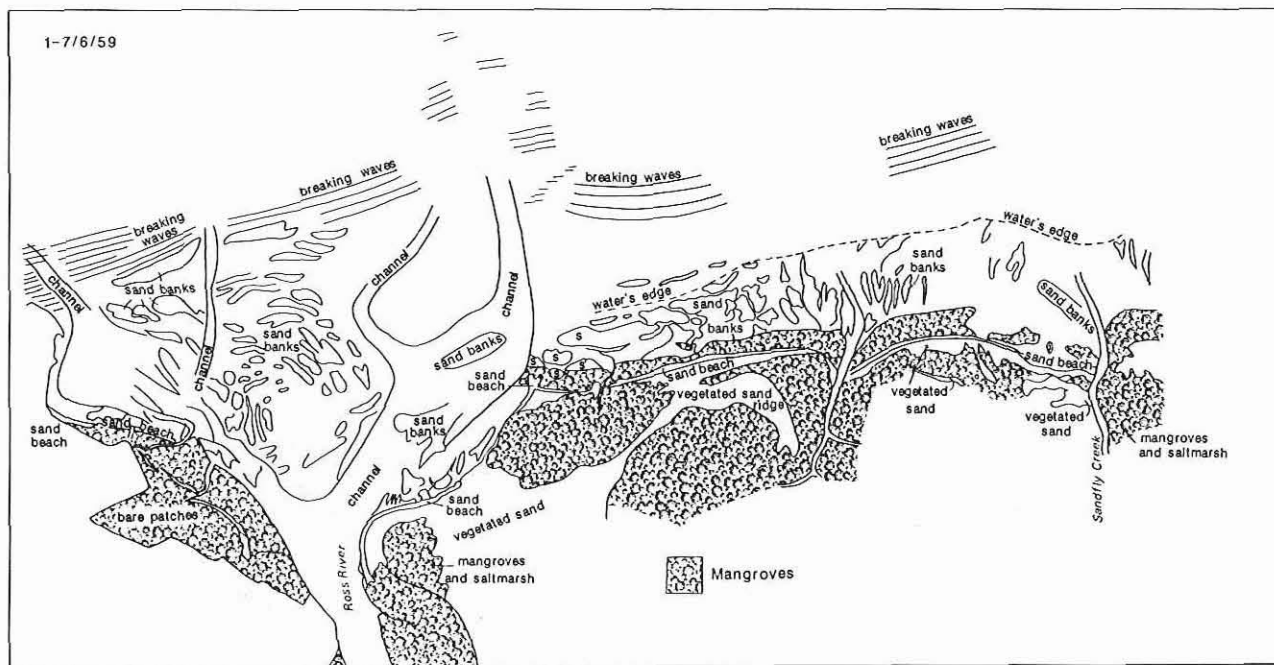 1-7/6/59
breaking waves
breaking waves
breaking
waves
breaking waves
water's edge
channel
sand banks
channel
sand
banks
channel
channel
sand banks
water's edge
sand
banks
sand
banks
sand banks
s
s
s
s
s
s
sand
beach
sand beach
sand beach
vegetated sand
ridge
vegetated
sand
vegetated
sand
sand
banks
channel
sand
beach
sand beach
bare patches
sand
beach
vegetated sand
mangroves
and saltmarsh
mangroves
and saltmarsh
Ross River
Sandfly Creek
Mangroves